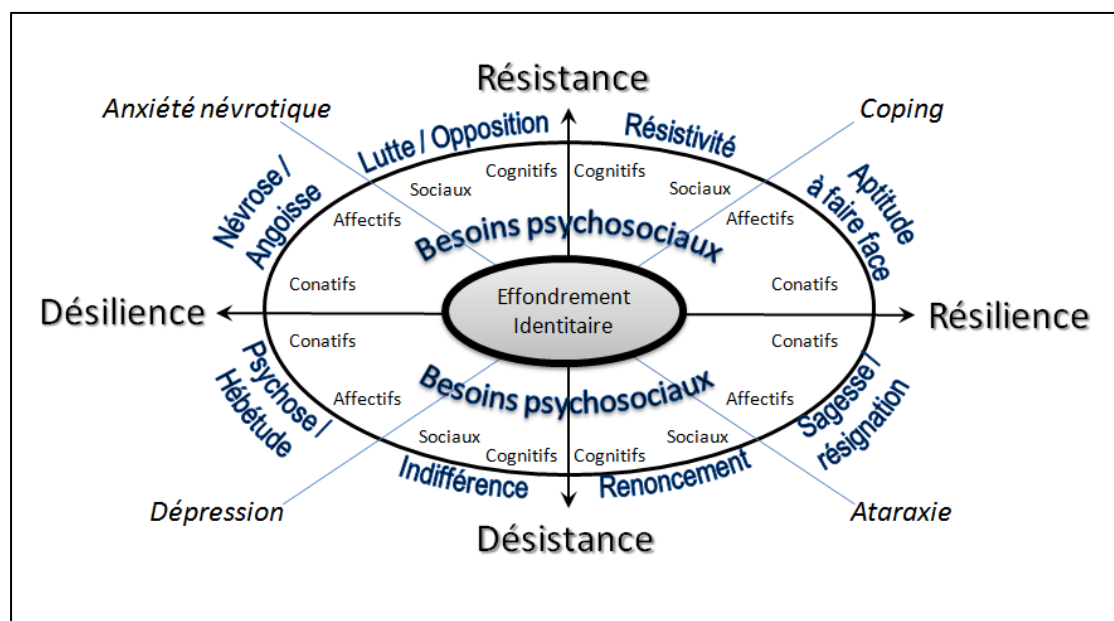 Résistance
Anxiété névrotique
Coping
Lutte / Opposition
Résistivité
Cognitifs
Cognitifs
Sociaux
Sociaux
Névrose /
Angoisse
Aptitude
à faire face
Affectifs
Affectifs
Besoins psychosociaux
Conatifs
Conatifs
Effondrement
Identitaire
Désilience
Résilience
Conatifs
Conatifs
Psychose /
Hébétude
Besoins psychosociaux
Sagesse /
résignation
Affectifs
Affectifs
Sociaux
Sociaux
Cognitifs
Cognitifs
Indifférence
Renoncement
Dépression
Ataraxie
Désistance